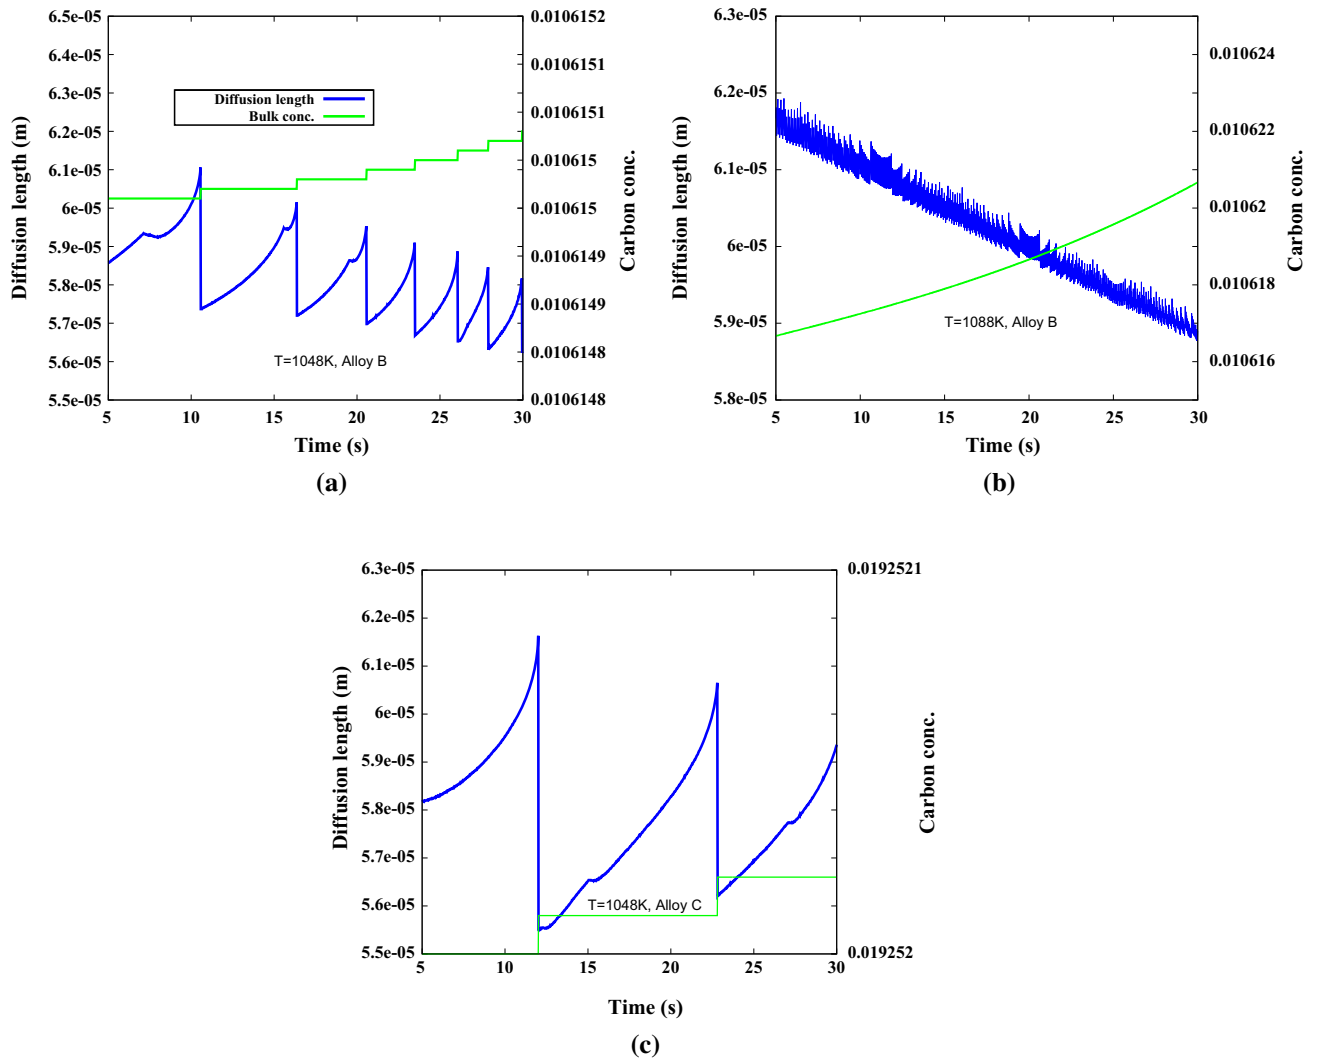 6.5e-05
6.4e-05
6.3e-05
6.2e-05
6.1e-05
6e-05
5.9e-05
5.8e-05
5.7e-05
5.6e-05
5.5e-05
Diffusion length (m)
Diffusion length
Bulk conc.
T=1048K, Alloy B
5 10 15 20 25 30
Time (s)
0.0106152
0.0106151
0.0106151
0.010615
0.010615
0.0106149
0.0106149
0.0106148
0.0106148
Carbon conc.
(a)
6.3e-05
6.2e-05
6.1e-05
6e-05
5.9e-05
5.8e-05
Diffusion length (m)
T=1088K, Alloy B
5 10 15 20 25 30
Time (s)
0.010624
0.010622
0.01062
0.010618
0.010616
Carbon conc.
(b)
6.3e-05
6.2e-05
6.1e-05
6e-05
5.9e-05
5.8e-05
5.7e-05
5.6e-05
5.5e-05
Diffusion length (m)
T=1048K, Alloy C
5 10 15 20 25 30
Time (s)
0.0192521
0.019252
Carbon conc.
(c)